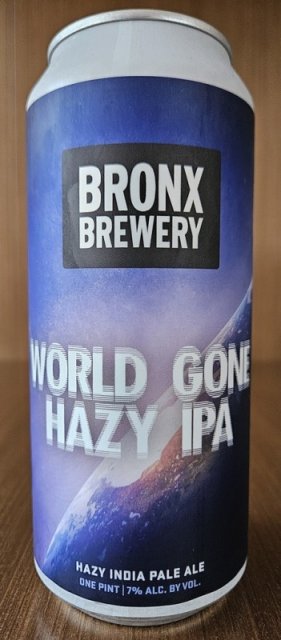 BRONX
BREWERY
WORLD GONE
HAZY IPA
HAZY INDIA PALE ALE
ONE PINT | 7% ALC. BY VOL.